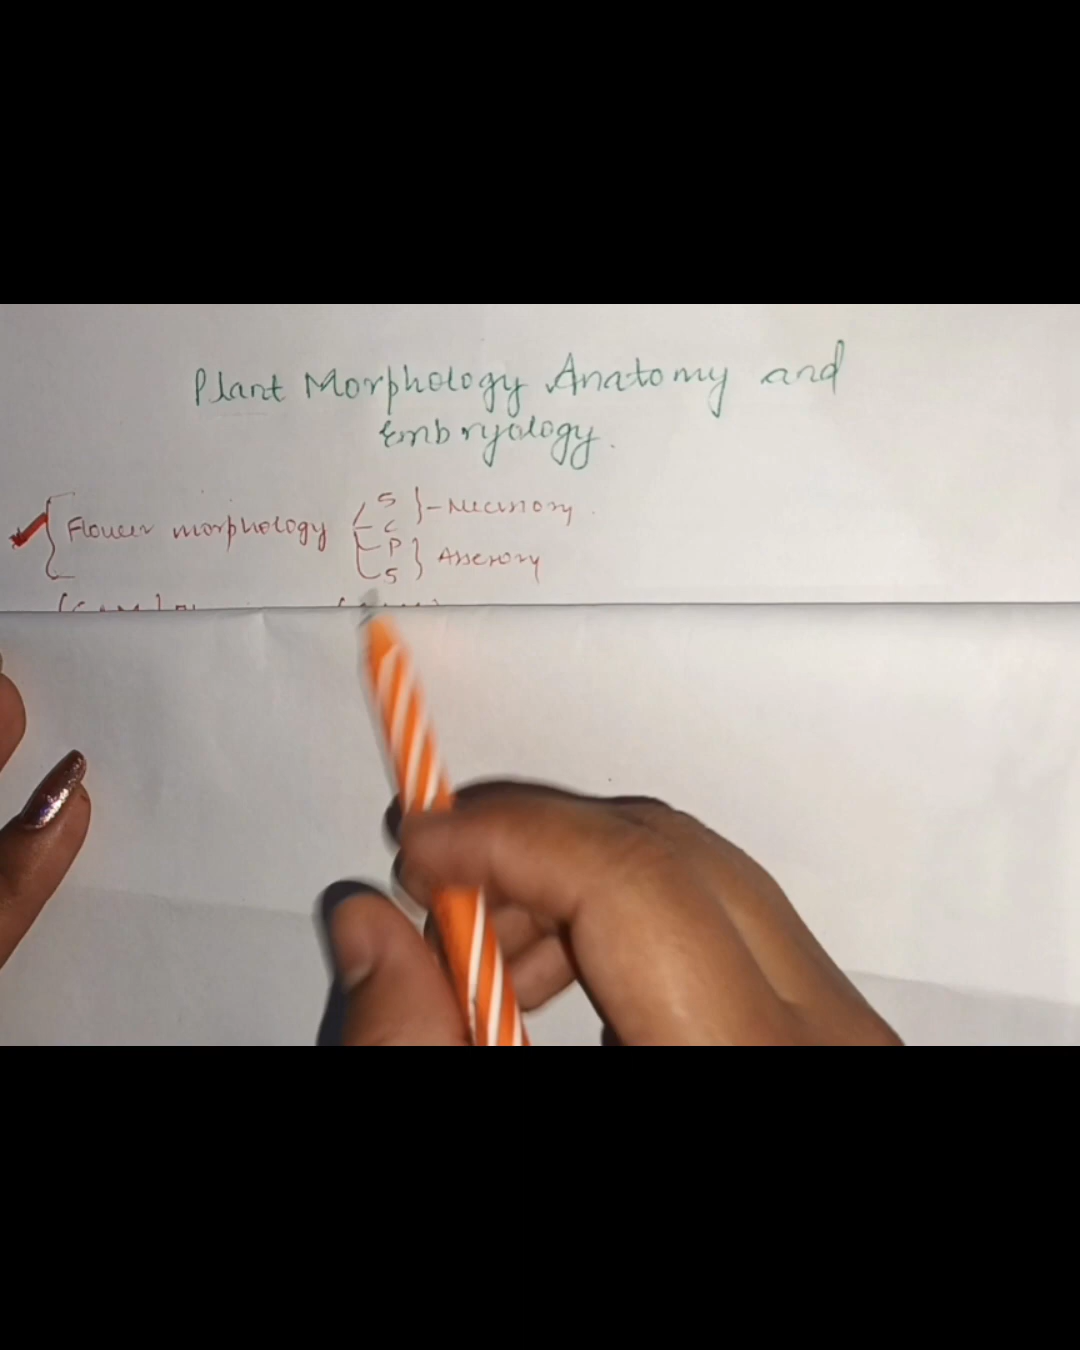 Plant Morphology Anatomy and
Embryology.
Flower morphology
S
C } - Necessory
P
S } Assesory